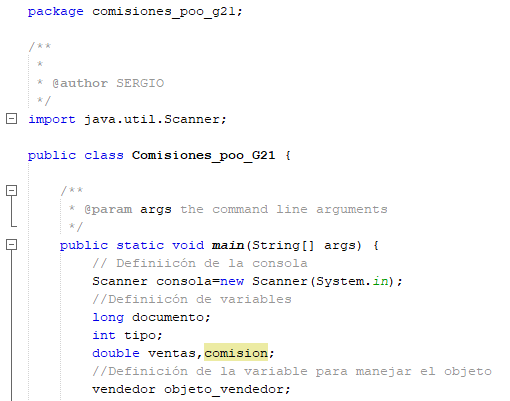 package comisiones_poo_g21;
/**
 *
 * @author SERGIO
 */
import java.util.Scanner;
public class Comisiones_poo_G21 {
/**
 * @param args the command line arguments
 */
public static void main(String[] args) {
// Definiicón de la consola
Scanner consola=new Scanner(System.in);
//Definiicón de variables
long documento;
int tipo;
double ventas,comision;
//Definición de la variable para manejar el objeto
vendedor objeto_vendedor;